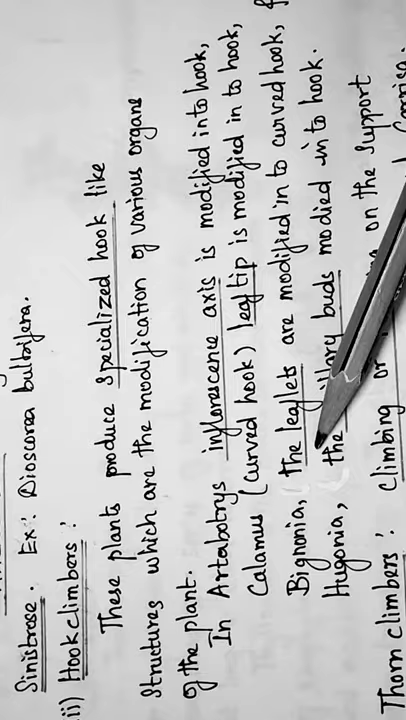 Sinistrose. Ex: Dioscorea bulbifera.
ii) Hook climbers:
These plants produce specialized hook like
structures which are the modification of various organs
of the plant.
In Artabotrys inflorescence axis is modified into hook,
Calamus (curved hook) leaf tip is modified in to hook,
Bignonia, the leaflets are modified in to curved hook, &
Hugonia, the buds modied in to hook.
Thorn climbers: Climbing or on the support